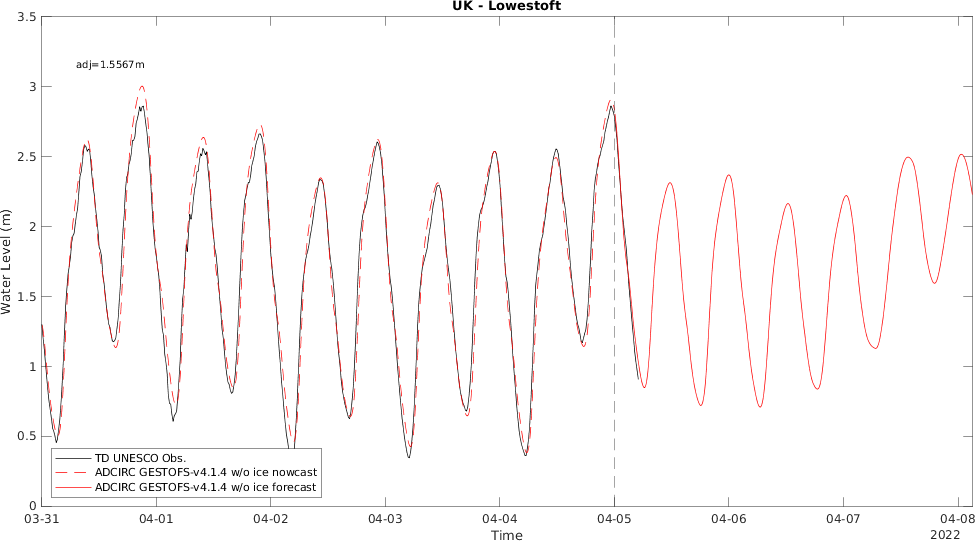 UK - Lowestoft
adj=1.5567m
Water Level (m)
3.5
3
2.5
2
1.5
1
0.5
0
TD UNESCO Obs.
ADCIRC GESTOFS-v4.1.4 w/o ice nowcast
ADCIRC GESTOFS-v4.1.4 w/o ice forecast
03-31 04-01 04-02 04-03 04-04 04-05 04-06 04-07 04-08
Time
2022